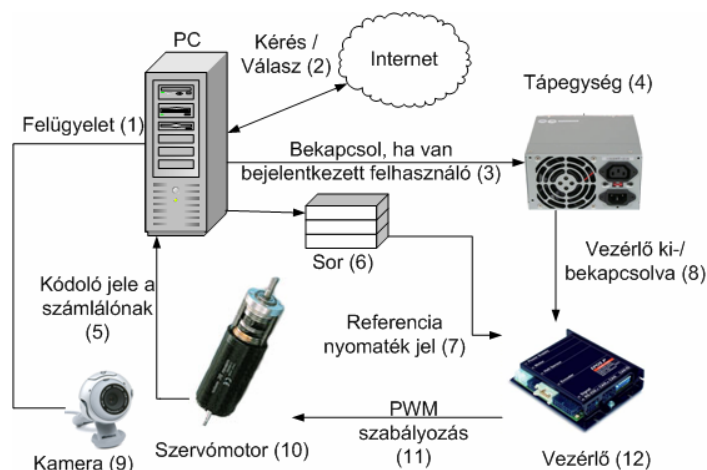 PC
Kérés /
Válasz (2)
Internet
Tápegység (4)
Felügyelet (1)
Bekapcsol, ha van
bejelentkezett felhasználó (3)
Sor (6)
Vezérlő ki-/
bekapcsolva (8)
Kódoló jele a
számlálónak
(5)
Referencia
nyomaték jel (7)
PWM
szabályozás
(11)
Kamera (9)
Szervómotor (10)
Vezérlő (12)